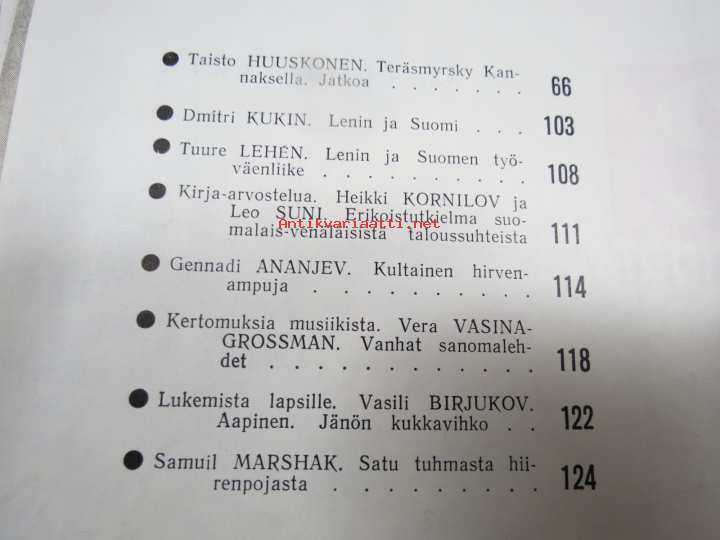 ● Taisto HUUSKONEN. Teräsmyrsky Kan-
naksella. Jatkoa . . . . . . 66
● Dmitri KUKIN. Lenin ja Suomi . . . 103
● Tuure LEHÉN. Lenin ja Suomen työ-
väenliike . . . . . . . . . . 108
● Kirja-arvostelua. Heikki KORNILOV ja
Leo SUNI. Erikoistutkielma suo-
Antikvariaatti.net
malais-venäläisistä taloussuhteista 111
● Gennadi ANANJEV. Kultainen hirven-
ampuja . . . . . . . . . . 114
● Kertomuksia musiikista. Vera VASINA-
GROSSMAN. Vanhat sanomaleh-
det . . . . . . . . . . . 118
● Lukemista lapsille. Vasili BIRJUKOV.
Aapinen. Jänön kukkavihko . . 122
● Samuil MARSHAK. Satu tuhmasta hii-
renpojasta . . . . . . . . 124